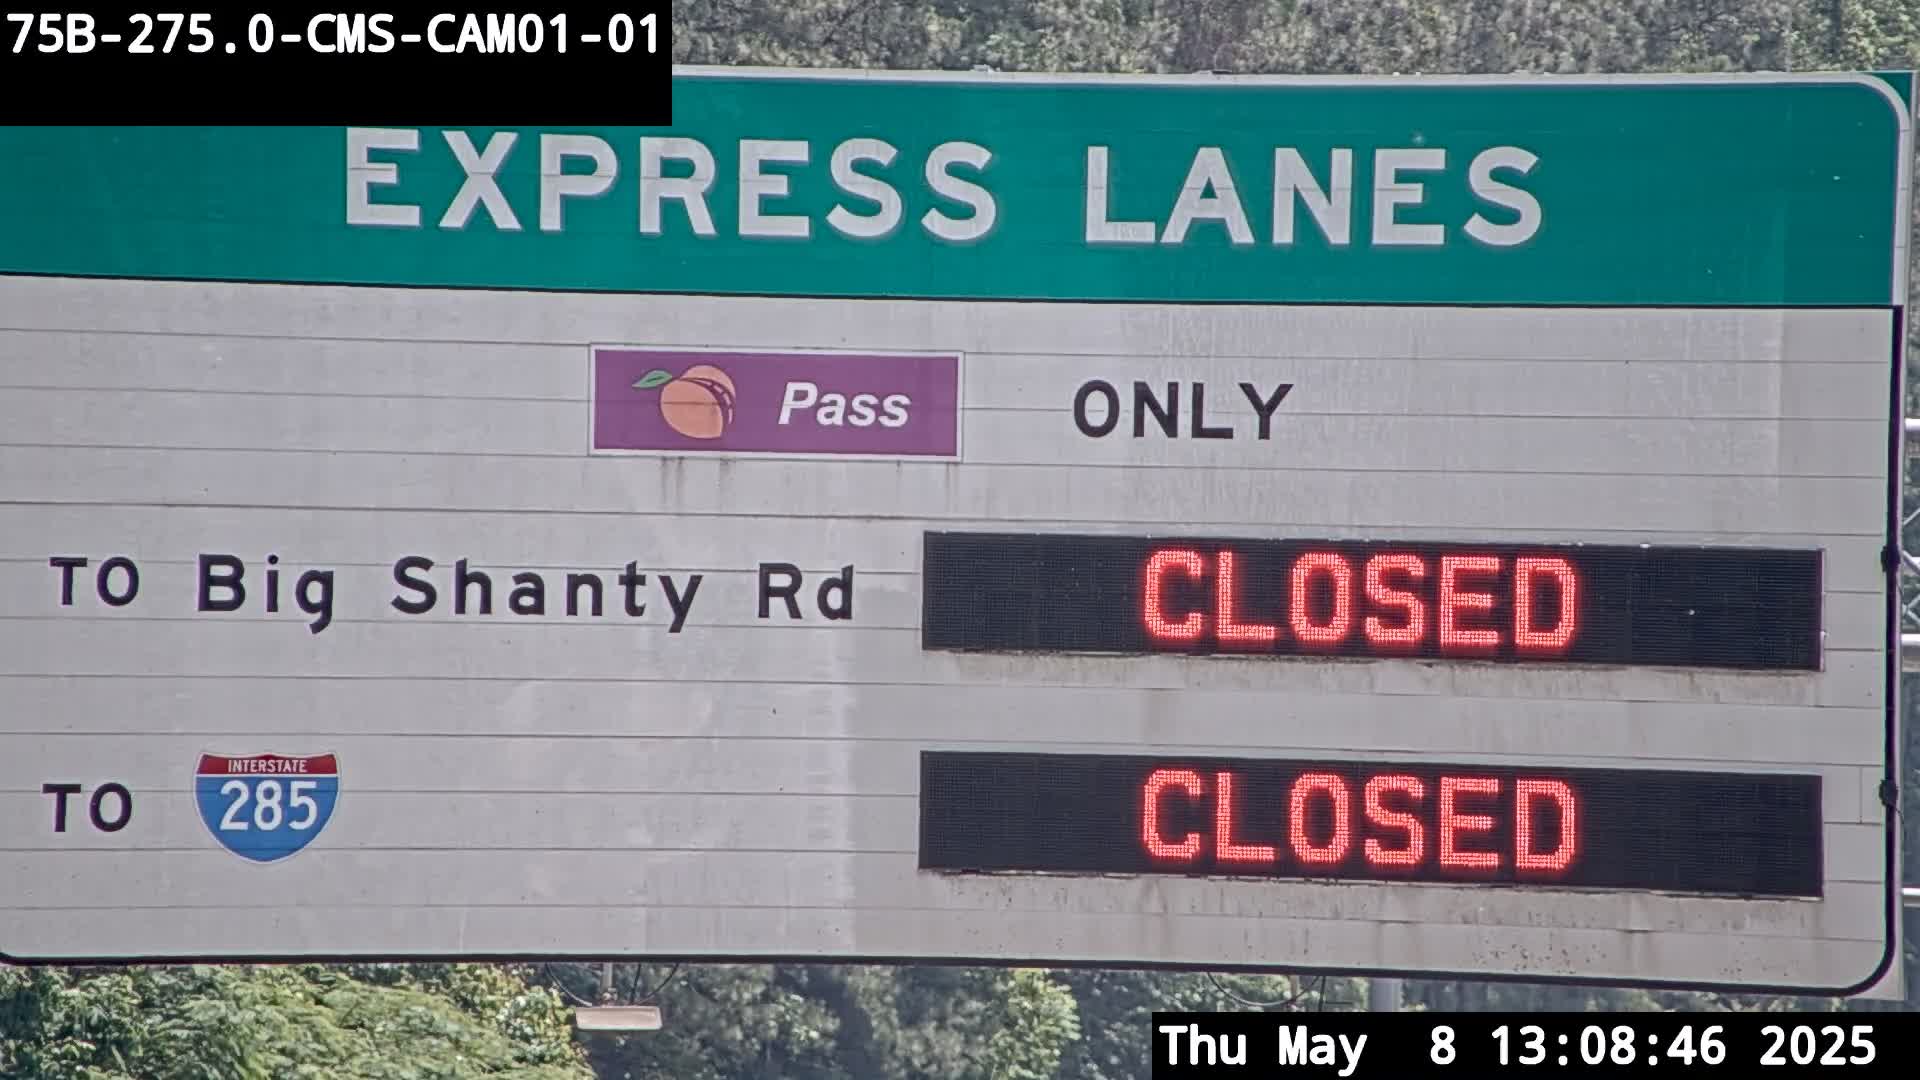 75B-275.0-CMS-CAM01-01
EXPRESS LANES
Pass ONLY
TO Big Shanty Rd CLOSED
INTERSTATE
TO 285 CLOSED
Thu May 8 13:08:46 2025